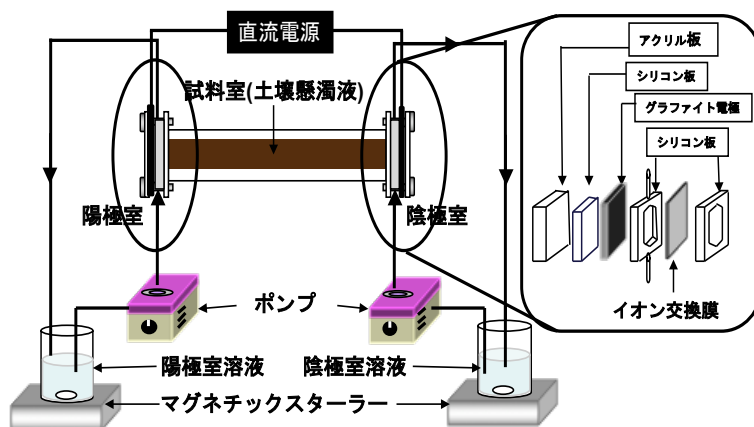 直流電源
試料室(土壌懸濁液)
陽極室
陰極室
ポンプ
陽極室溶液
陰極室溶液
マグネチックスターラー
アクリル板
シリコン板
グラファイト電極
シリコン板
イオン交換膜